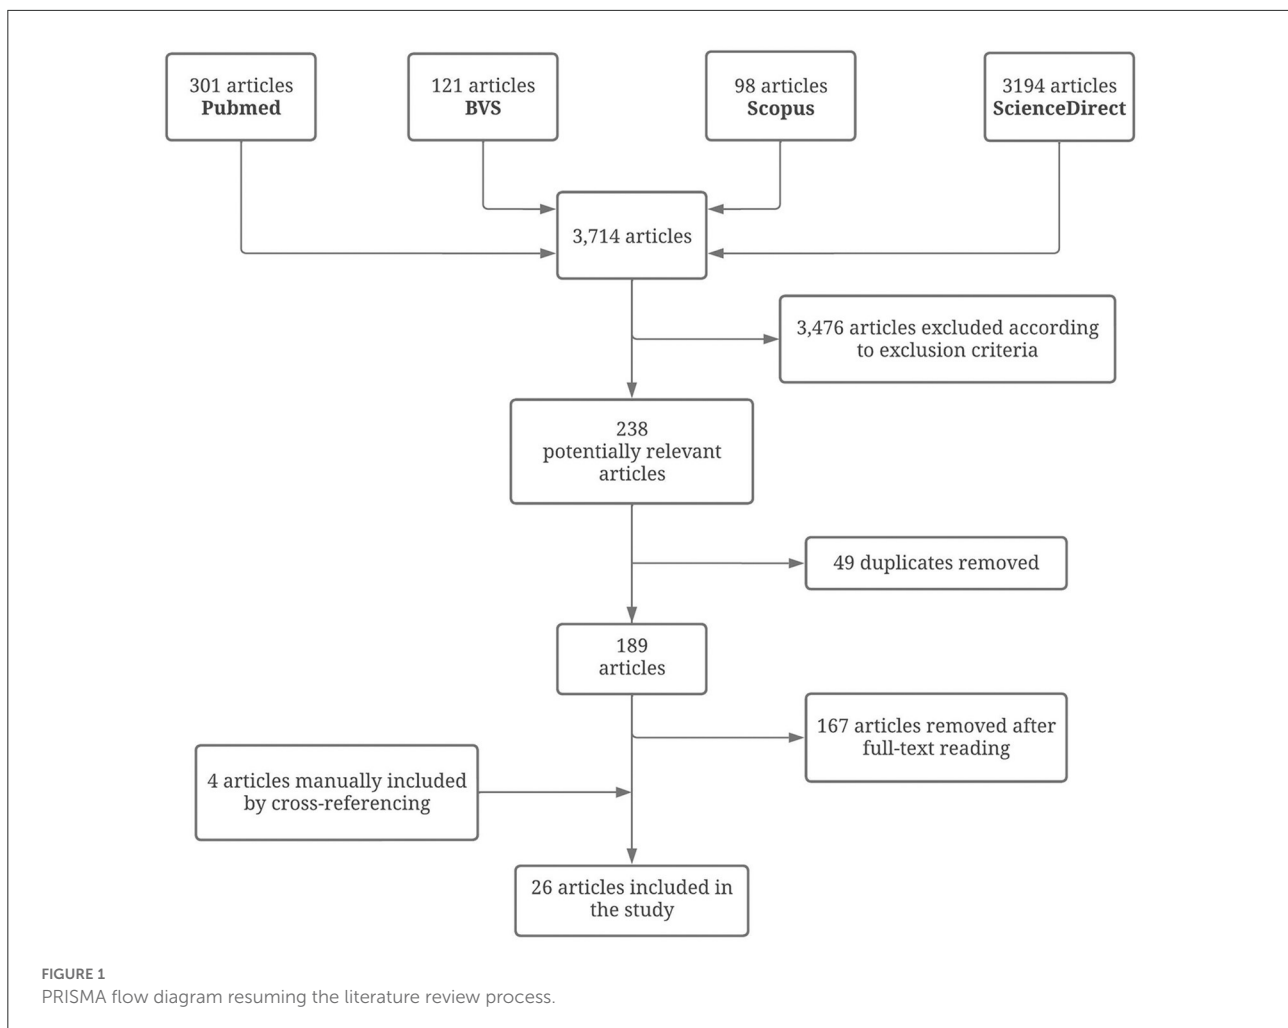 301 articles
Pubmed
121 articles
BVS
98 articles
Scopus
3194 articles
ScienceDirect
3,714 articles
3,476 articles excluded according
to exclusion criteria
238
potentially relevant
articles
49 duplicates removed
189
articles
167 articles removed after
full-text reading
4 articles manually included
by cross-referencing
26 articles included in
the study
FIGURE 1
PRISMA flow diagram resuming the literature review process.